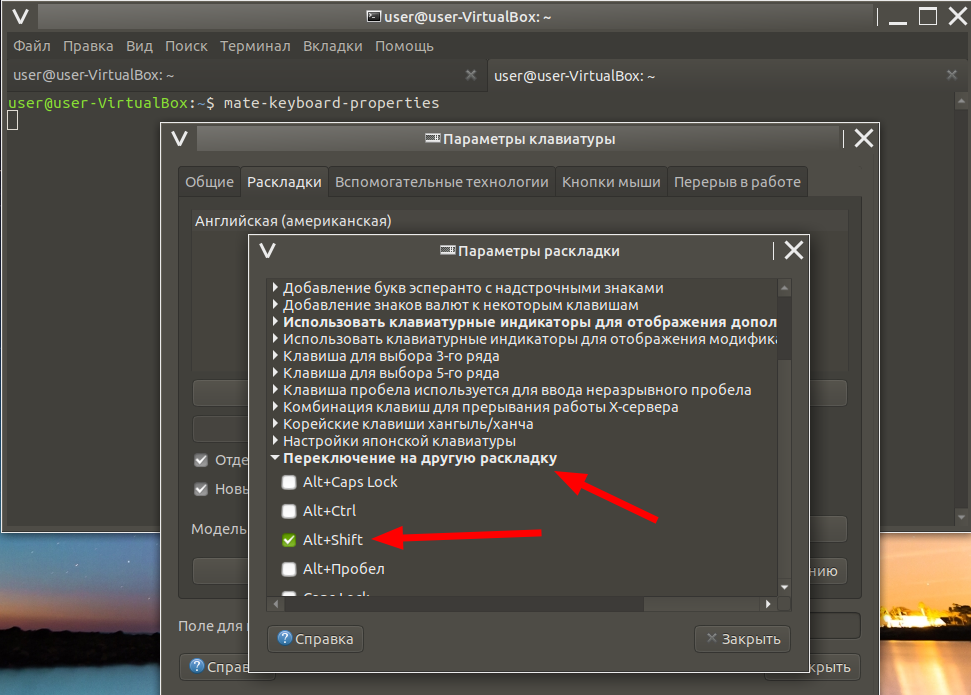 user@user-VirtualBox: ~
Файл Правка Вид Поиск Терминал Вкладки Помощь
user@user-VirtualBox: ~ user@user-VirtualBox: ~
user@user-VirtualBox:~$ mate-keyboard-properties
Параметры клавиатуры
Общие Раскладки Вспомогательные технологии Кнопки мыши Перерыв в работе
Английская (американская)
Параметры раскладки
Добавление букв эсперанто с надстрочными знаками
Добавление знаков валют к некоторым клавишам
Использовать клавиатурные индикаторы для отображения допол
Использовать клавиатурные индикаторы для отображения модифика
Клавиша для выбора 3-го ряда
Клавиша для выбора 5-го ряда
Клавиша пробела используется для ввода неразрывного пробела
Комбинация клавиш для прерывания работы X-сервера
Корейские клавиши хангыль/ханча
Настройки японской клавиатуры
Переключение на другую раскладку
Alt+Caps Lock
Alt+Ctrl
Alt+Shift
Alt+Пробел
Caps Lock
Справка Закрыть
Отде
Новы
Модель
нию
Поле для
Справ
крыть